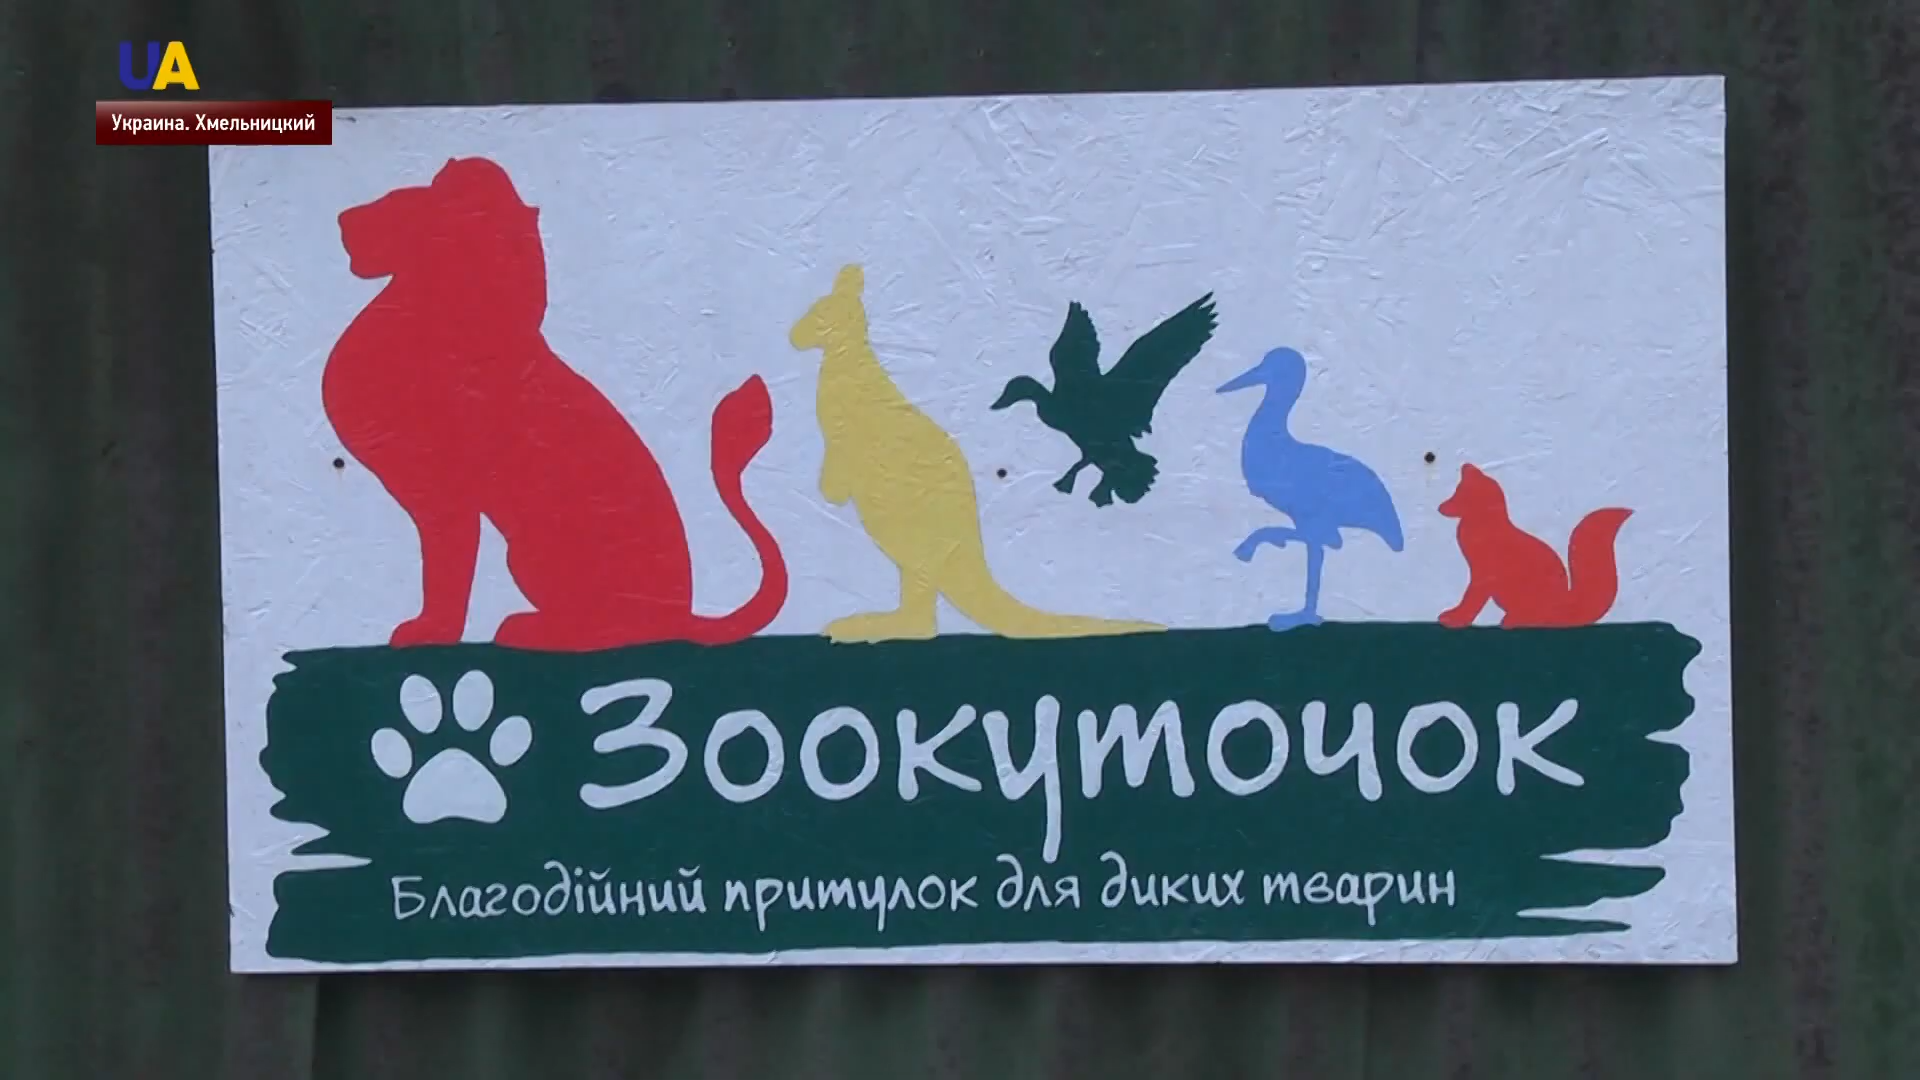 UA
Украина. Хмельницкий
Зоокуточок
Благодійний притулок для диких тварин